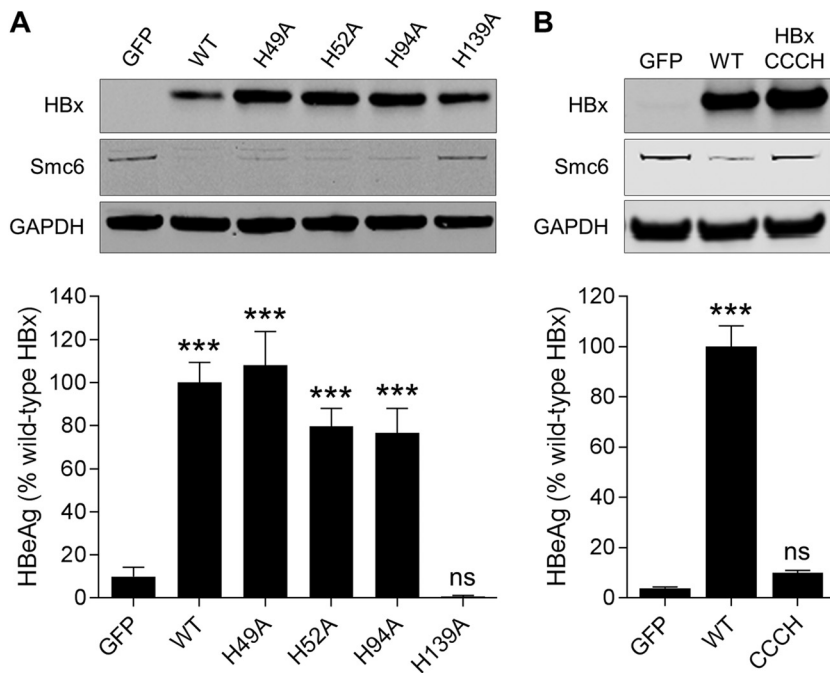 A
GFP WT H49A H52A H94A H139A
HBx
Smc6
GAPDH
HBeAg (% wild-type HBx)
140
120
100
80
60
40
20
0
*** *** *** *** ns
GFP WT H49A H52A H94A H139A
B
GFP WT HBx
CCCH
HBx
Smc6
GAPDH
HBeAg (% wild-type HBx)
120
100
80
60
40
20
0
*** ns
GFP WT CCCH